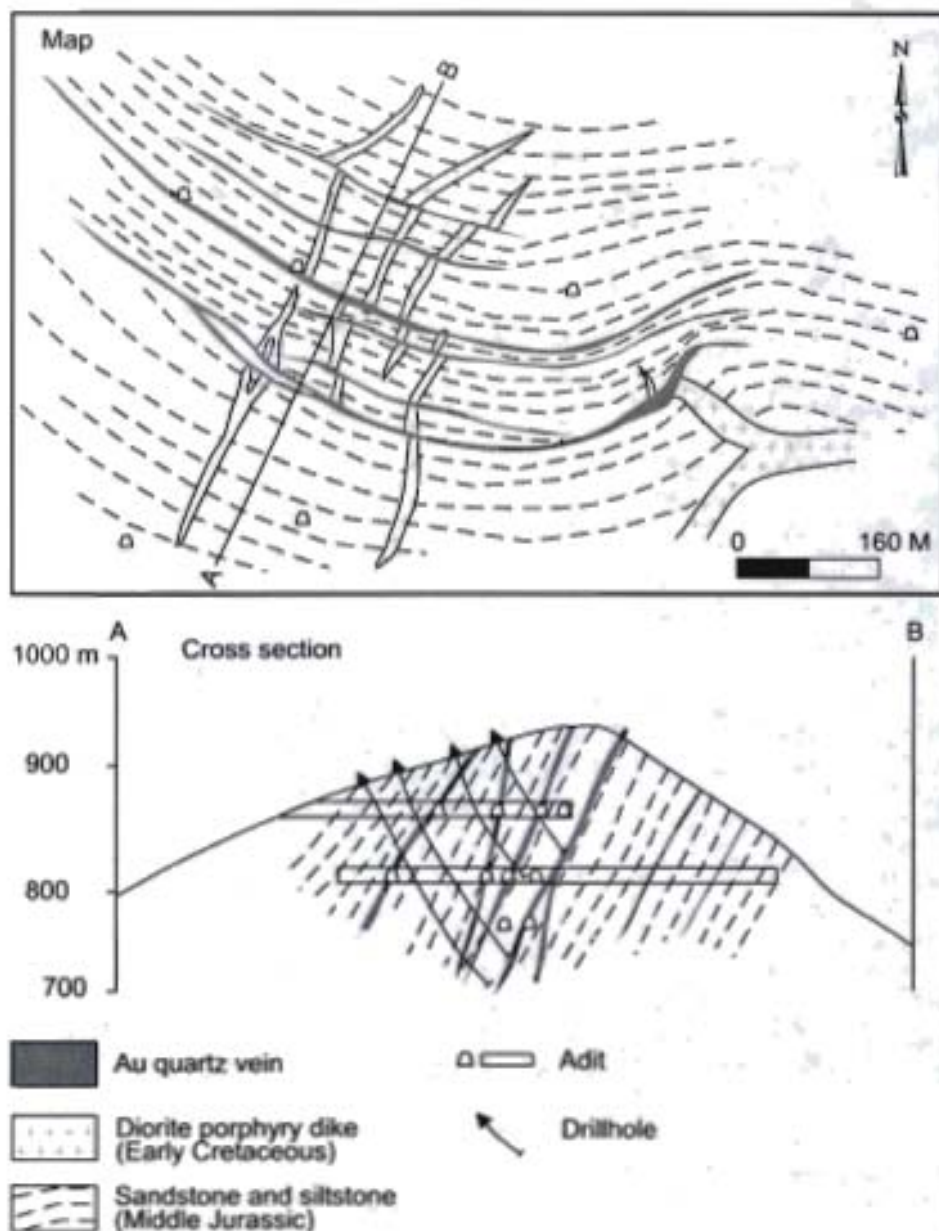 Map
N
B
A
0 160 M
A B
1000 m
Cross section
900
800
700
Au quartz vein
Adit
Diorite porphyry dike
(Early Cretaceous)
Drillhole
Sandstone and siltstone
(Middle Jurassic)